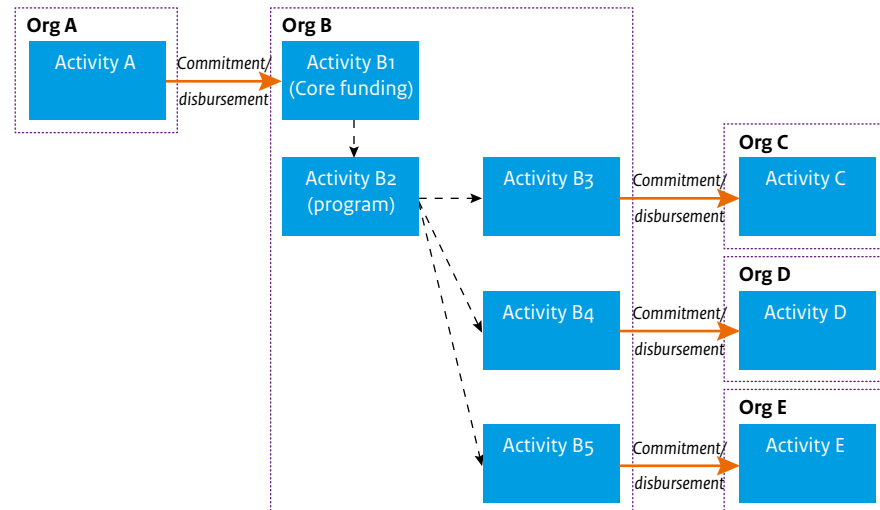 Org A
Activity A
Commitment/
disbursement
Org B
Activity B1
(Core funding)
Activity B2
(program)
Activity B3
Commitment/
disbursement
Org C
Activity C
Activity B4
Commitment/
disbursement
Org D
Activity D
Activity B5
Commitment/
disbursement
Org E
Activity E